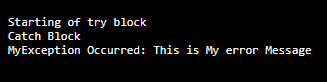 Starting of try block
Catch Block
MyException Occurred: This is My error Message